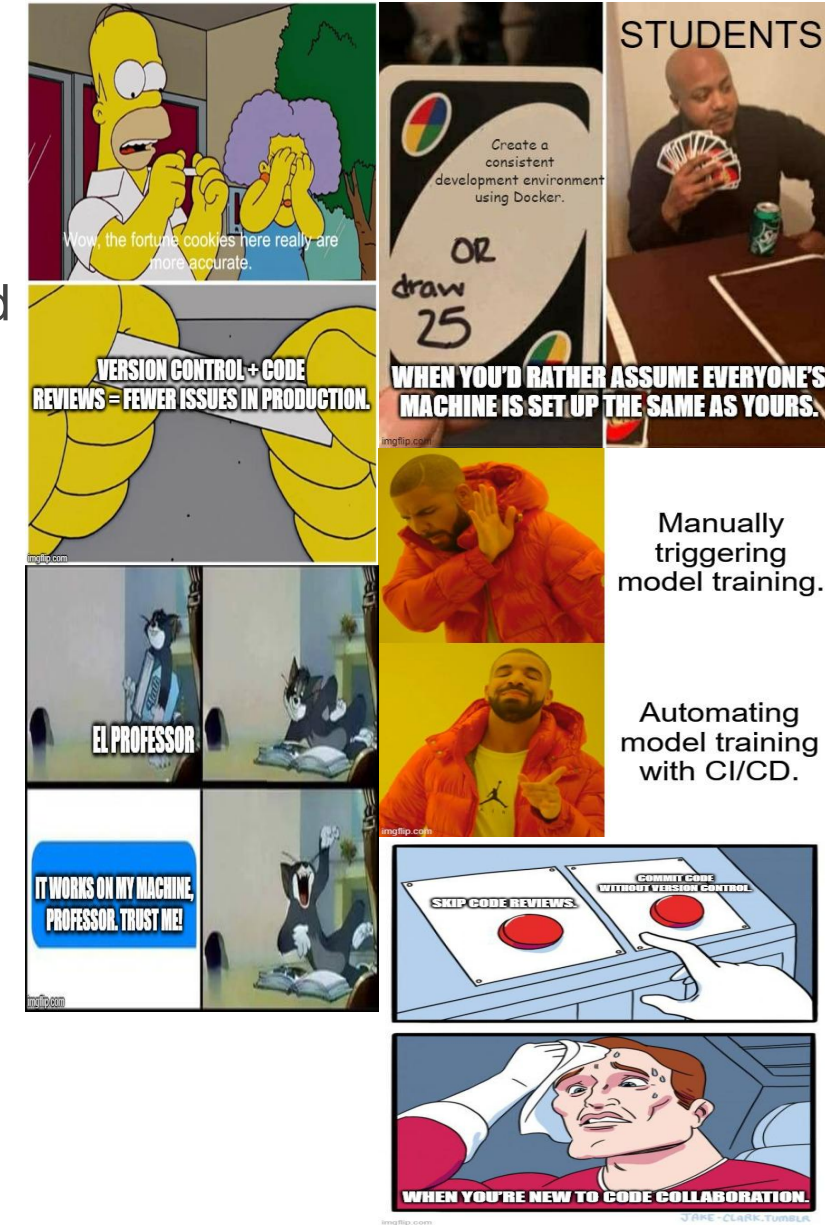 Wow, the fortune cookies here really are
more accurate.
d
VERSION CONTROL + CODE
REVIEWS = FEWER ISSUES IN PRODUCTION.
imgflip.com
EL PROFESSOR
IT WORKS ON MY MACHINE,
PROFESSOR. TRUST ME!
imgflip.com
STUDENTS
Create a
consistent
development environment
using Docker.
OR
draw
25
WHEN YOU'D RATHER ASSUME EVERYONE'S
MACHINE IS SET UP THE SAME AS YOURS.
imgflip.com
Manually
triggering
model training.
Automating
model training
with CI/CD.
imgflip.com
SKIP CODE REVIEWS.
COMMIT CODE
WITHOUT VERSION CONTROL.
WHEN YOU'RE NEW TO CODE COLLABORATION.
imgflip.com
JAKE-CLARK.TUMBLR